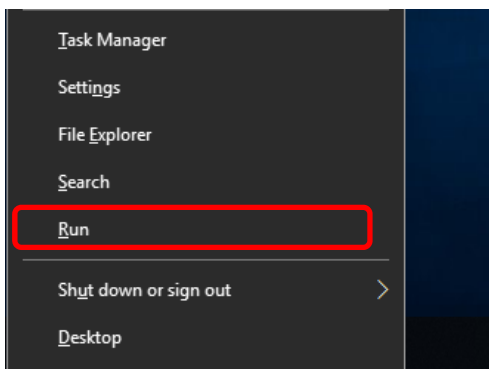 Task Manager
Settings
File Explorer
Search
Run
Shut down or sign out
Desktop